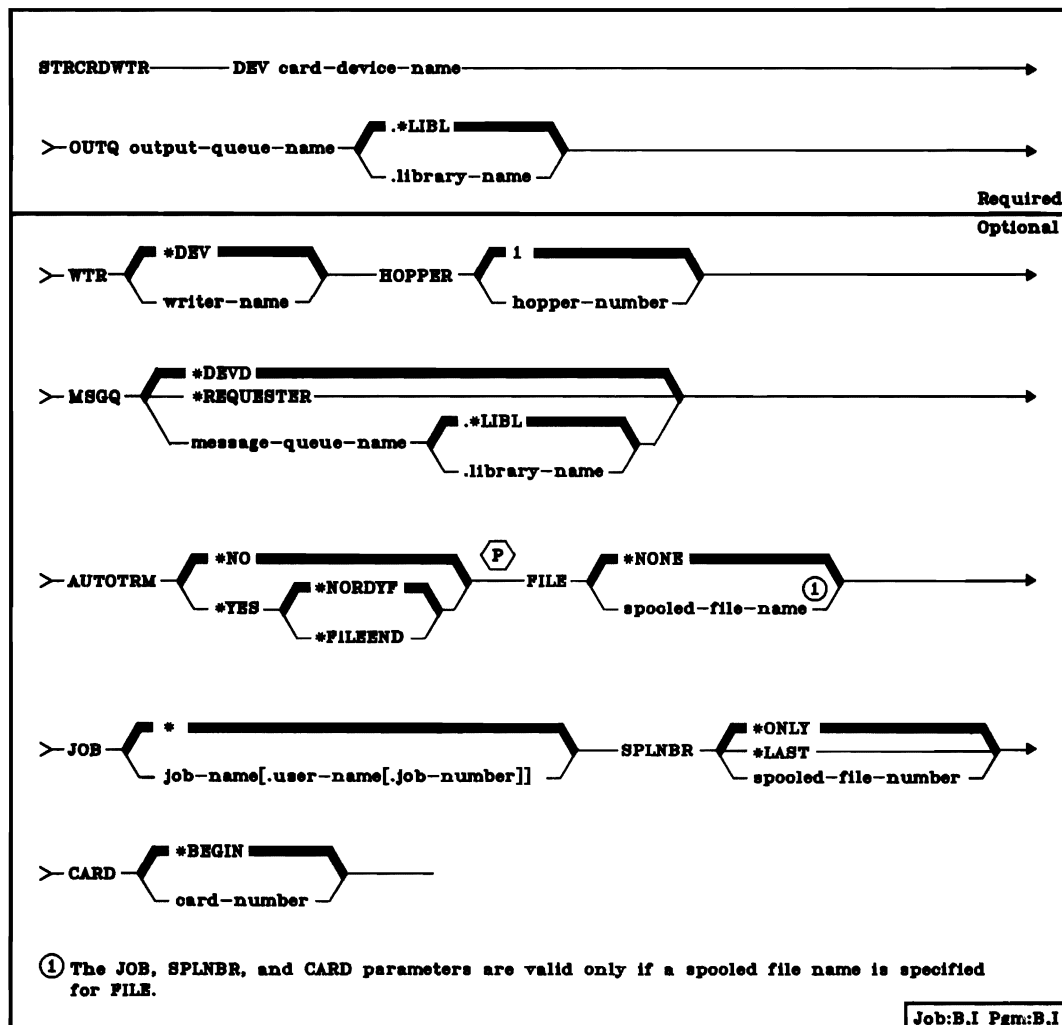 STRCRDWTR DEV card-device-name
.*LIBL
OUTQ output-queue-name
.library-name
Required
Optional
*DEV 1
WTR HOPPER
writer-name hopper-number
*DEVD
MSGQ *REQUESTER
.*LIBL
message-queue-name
.library-name
*NO P *NONE
AUTOTRM FILE
*NORDYF 1
*YES spooled-file-name
*FILEEND
* *ONLY
JOB SPLNBR *LAST
job-name[.user-name[.job-number]] spooled-file-number
*BEGIN
CARD
card-number
1 The JOB, SPLNBR, and CARD parameters are valid only if a spooled file name is specified
for FILE.
Job:B,I Pgm:B,I